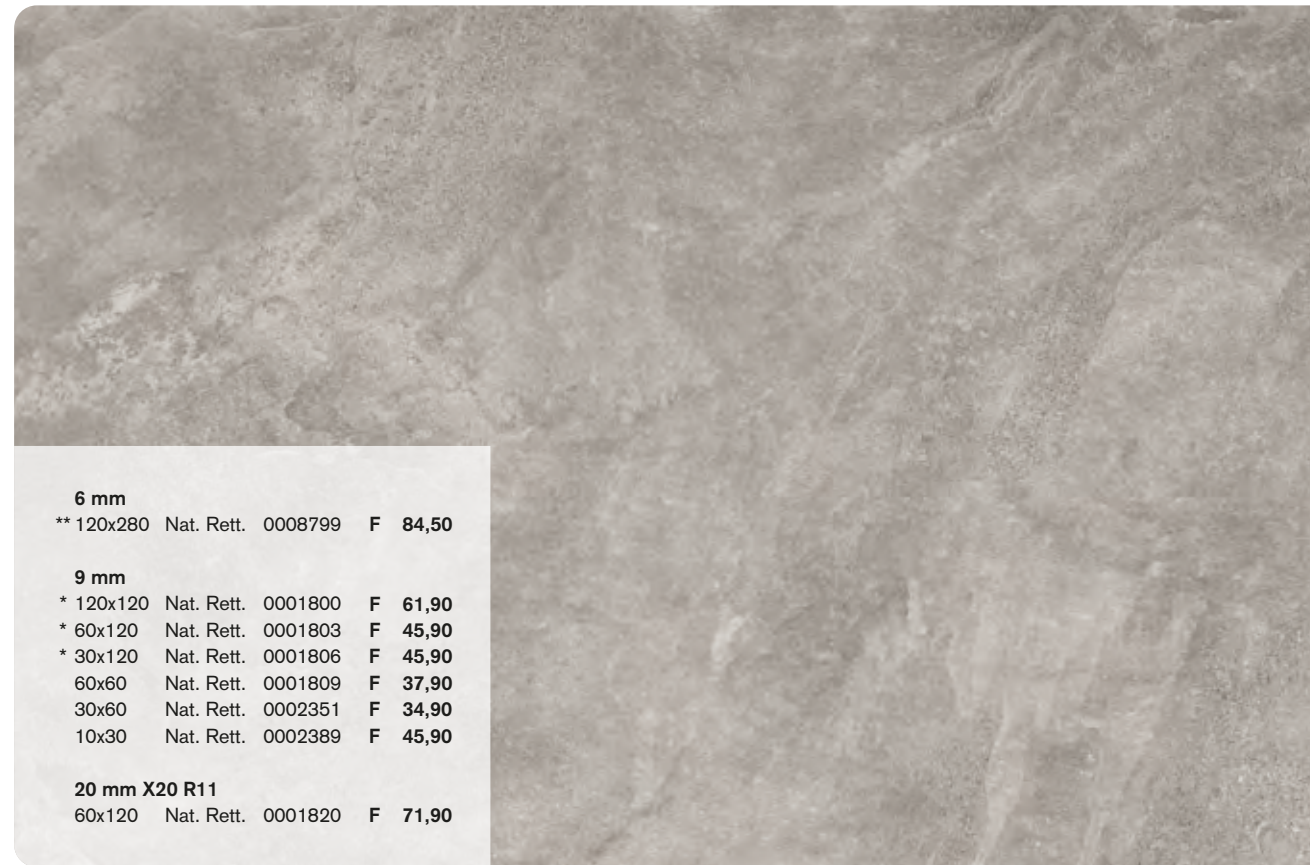 6 mm
** 120x280 Nat. Rett. 0008799 F 84,50
9 mm
* 120x120 Nat. Rett. 0001800 F 61,90
* 60x120 Nat. Rett. 0001803 F 45,90
* 30x120 Nat. Rett. 0001806 F 45,90
60x60 Nat. Rett. 0001809 F 37,90
30x60 Nat. Rett. 0002351 F 34,90
10x30 Nat. Rett. 0002389 F 45,90
20 mm X20 R11
60x120 Nat. Rett. 0001820 F 71,90